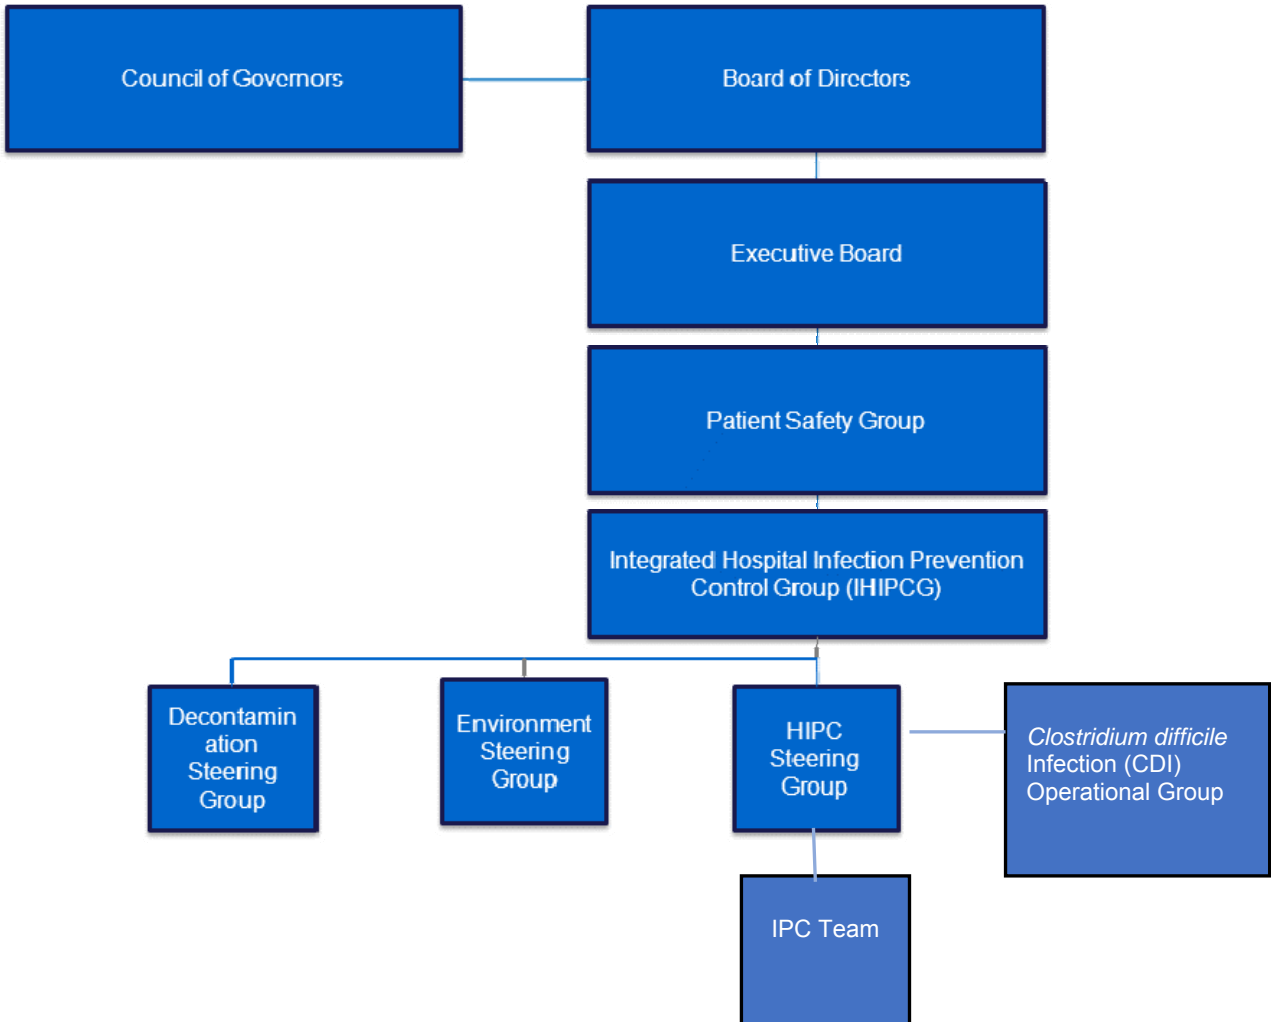 Council of Governors
Board of Directors
Executive Board
Patient Safety Group
Integrated Hospital Infection Prevention
Control Group (IHIPCG)
Decontamin
ation
Steering
Group
Environment
Steering
Group
HIPC
Steering
Group
Clostridium difficile
Infection (CDI)
Operational Group
IPC Team